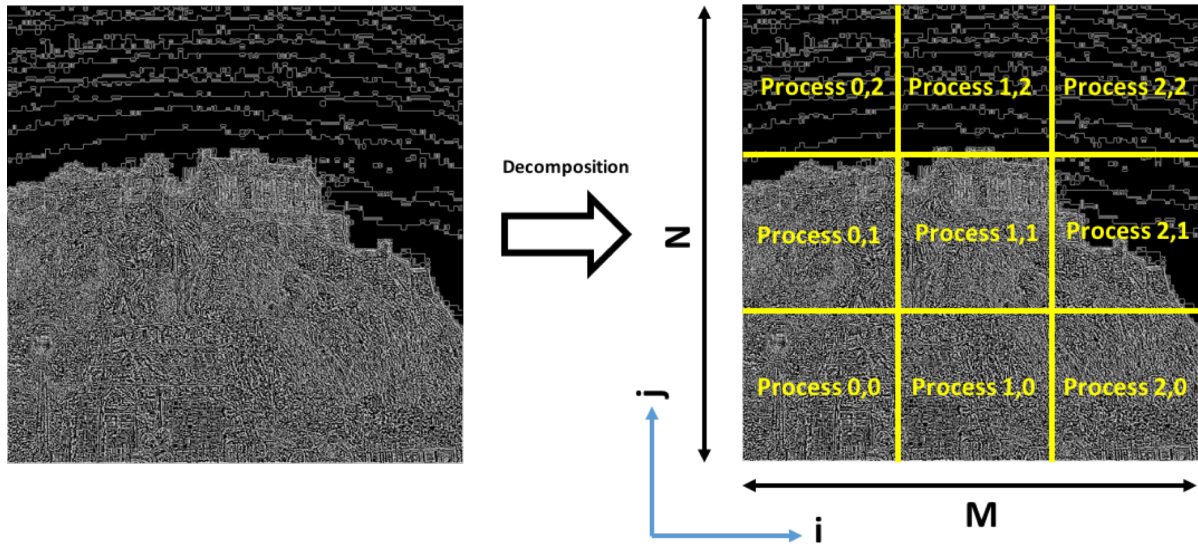 Decomposition
N
j
i
M
Process 0,2
Process 1,2
Process 2,2
Process 0,1
Process 1,1
Process 2,1
Process 0,0
Process 1,0
Process 2,0